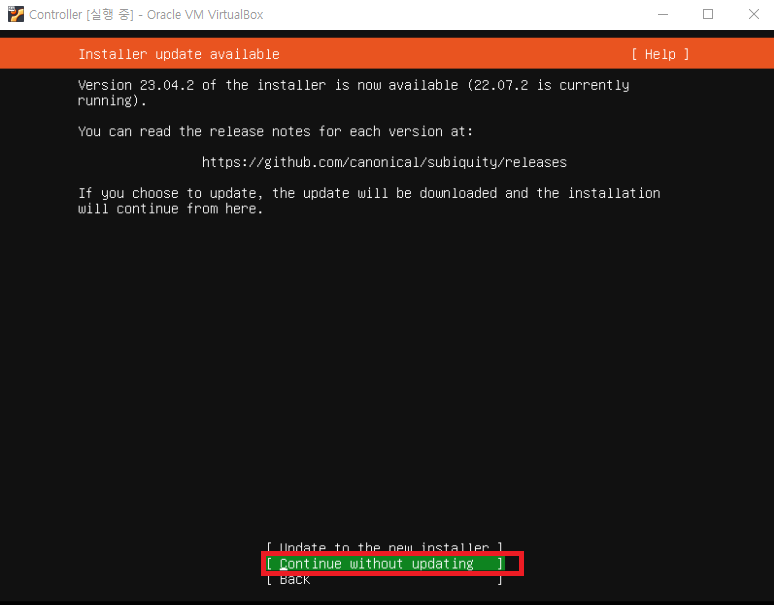 Controller [실행 중] - Oracle VM VirtualBox
Installer update available [ Help ]
Version 23.04.2 of the installer is now available (22.07.2 is currently
running).
You can read the release notes for each version at:
https://github.com/canonical/subiquity/releases
If you choose to update, the update will be downloaded and the installation
will continue from here.
[ Update to the new installer ]
[ Continue without updating ]
[ Back ]